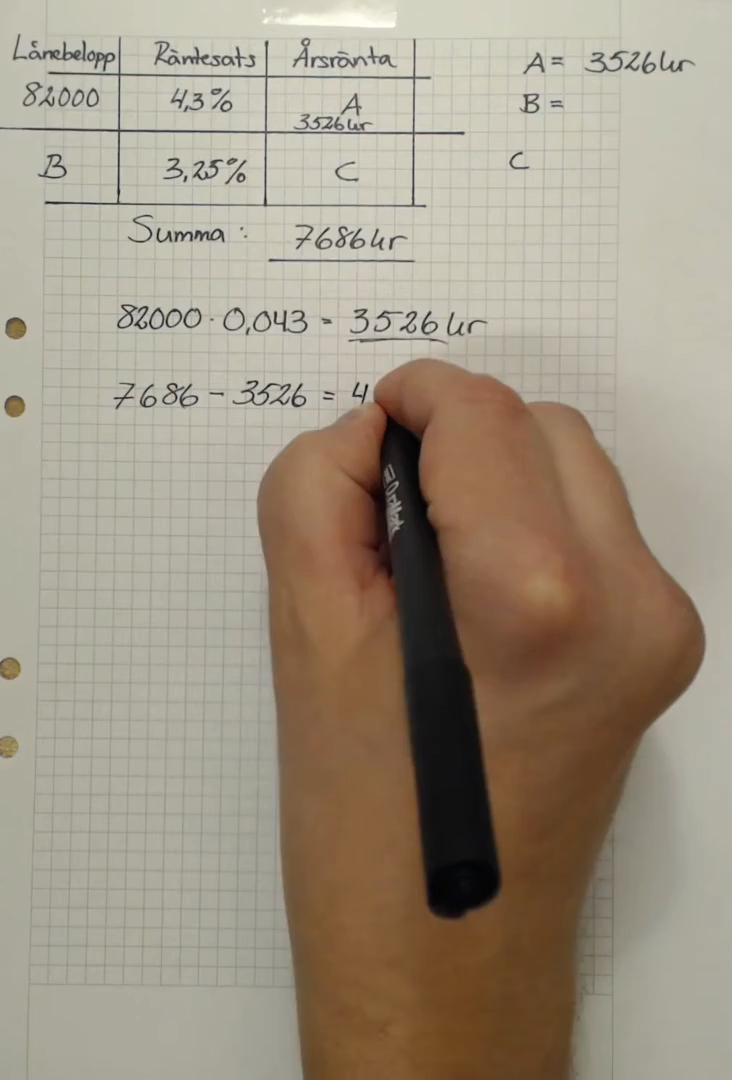 Lånebelopp Räntesats Årsränta
82000 4,3% A
3526kr
B 3,25% C
Summa: 7686kr
A = 3526kr
B =
C
82000 · 0,043 = 3526kr
7686 - 3526 = 4